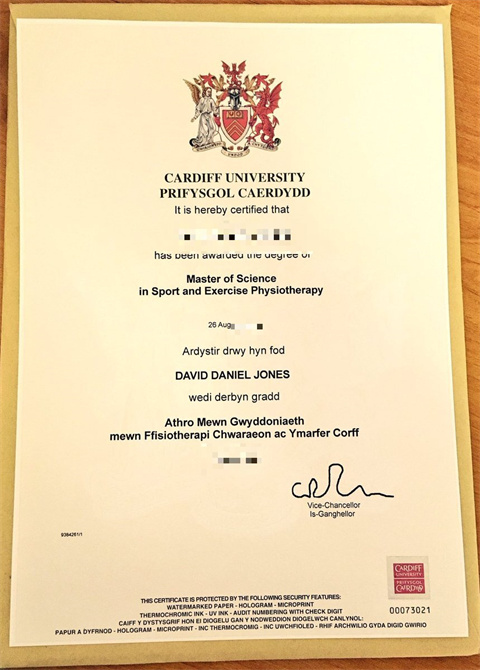 CARDIFF UNIVERSITY
PRIFYSGOL CAERDYDD
It is hereby certified that
has been awarded the degree of
Master of Science
in Sport and Exercise Physiotherapy
26 Aug
Ardystir drwy hyn fod
DAVID DANIEL JONES
wedi derbyn gradd
Athro Mewn Gwyddoniaeth
mewn Ffisiotherapi Chwaraeon ac Ymarfer Corff
Vice-Chancellor
Is-Ganghellor
9364261/1
CARDIFF
UNIVERSITY
PRIFYSGOL
CAERDYDD
00073021
THIS CERTIFICATE IS PROTECTED BY THE FOLLOWING SECURITY FEATURES:
WATERMARKED PAPER - HOLOGRAM - MICROPRINT
THERMOCHROMIC INK - UV INK - AUDIT NUMBERING WITH CHECK DIGIT
CAIFF Y DYSTYSGRIF HON EI DIOGELU GAN Y NODWEDDION DIOGELWCH CANLYNOL:
PAPUR A DYFRNOD - HOLOGRAM - MICROPRINT - INC THERMOCROMIG - INC UWCHFIOLED - RHIF ARCHWILIO GYDA DIGID GWIRIO